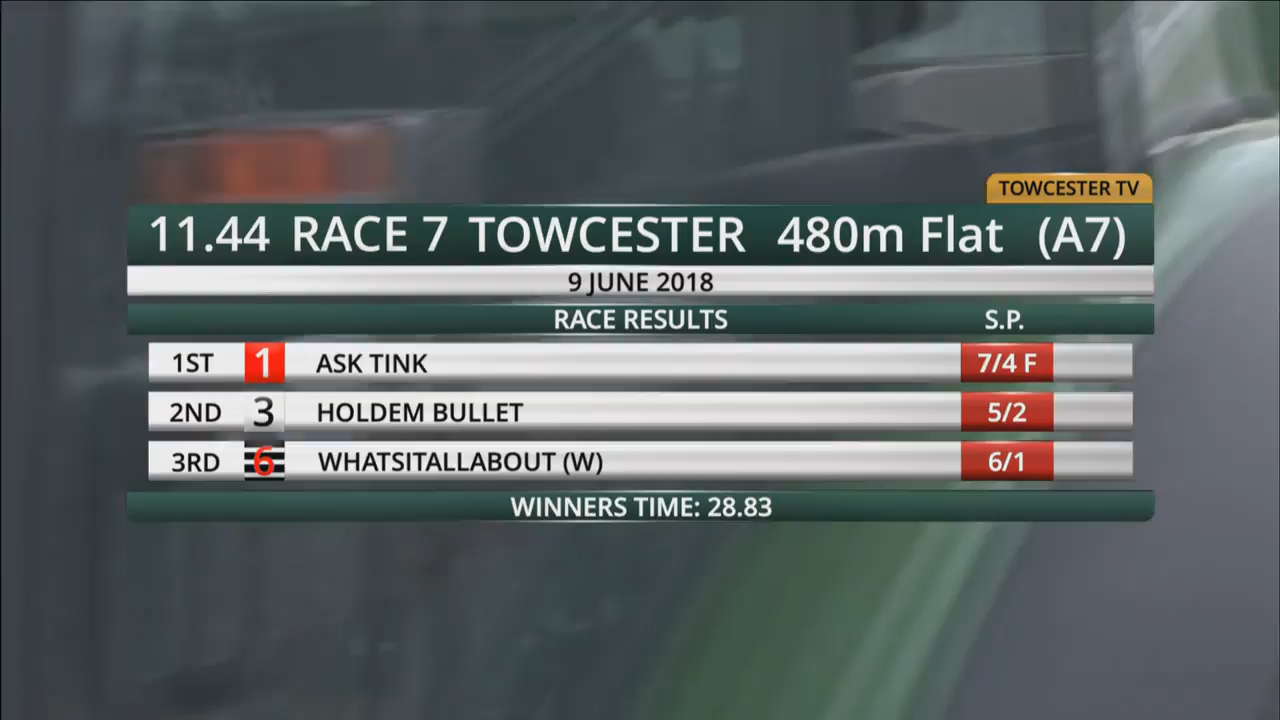 TOWCESTER TV
11.44 RACE 7 TOWCESTER 480m Flat (A7)
9 JUNE 2018
RACE RESULTS S.P.
1ST 1 ASK TINK 7/4 F
2ND 3 HOLDEM BULLET 5/2
3RD 6 WHATSITALLABOUT (W) 6/1
WINNERS TIME: 28.83